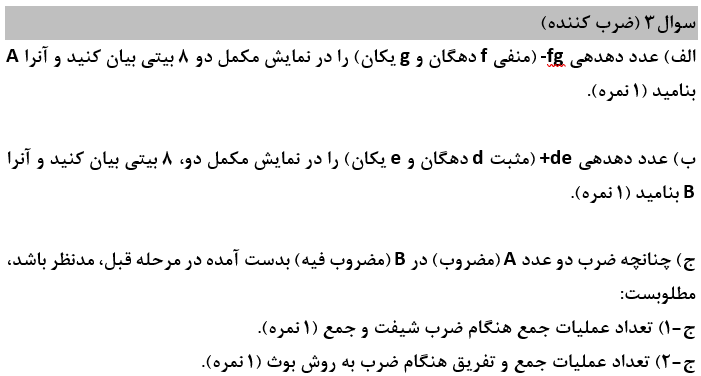 سوال ۳ (ضرب کننده)
الف) عدد دهدهی -fg (منفی f دهگان و g یکان) را در نمایش مکمل دو ۸ بیتی بیان کنید و آنرا A
بنامید (۱ نمره).
ب) عدد دهدهی +de (مثبت d دهگان و e یکان) را در نمایش مکمل دو، ۸ بیتی بیان کنید و آنرا
B بنامید (۱ نمره).
ج) چنانچه ضرب دو عدد A (مضروب) در B (مضروب فیه) بدست آمده در مرحله قبل، مدنظر باشد،
مطلوبست:
ج-۱) تعداد عملیات جمع هنگام ضرب شیفت و جمع (۱ نمره).
ج-۲) تعداد عملیات جمع و تفریق هنگام ضرب به روش بوث (۱ نمره).